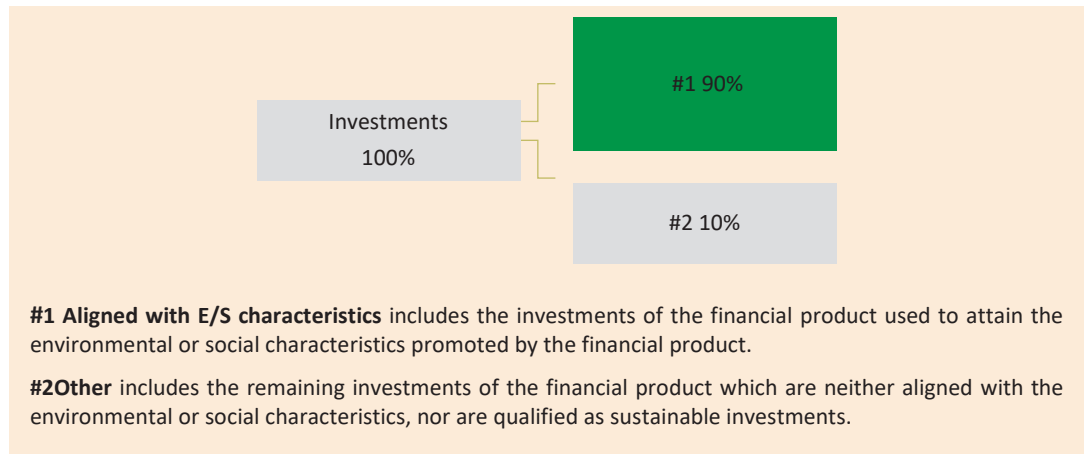 #1 90%
Investments
100%
#2 10%
#1 Aligned with E/S characteristics includes the investments of the financial product used to attain the
environmental or social characteristics promoted by the financial product.
#2Other includes the remaining investments of the financial product which are neither aligned with the
environmental or social characteristics, nor are qualified as sustainable investments.